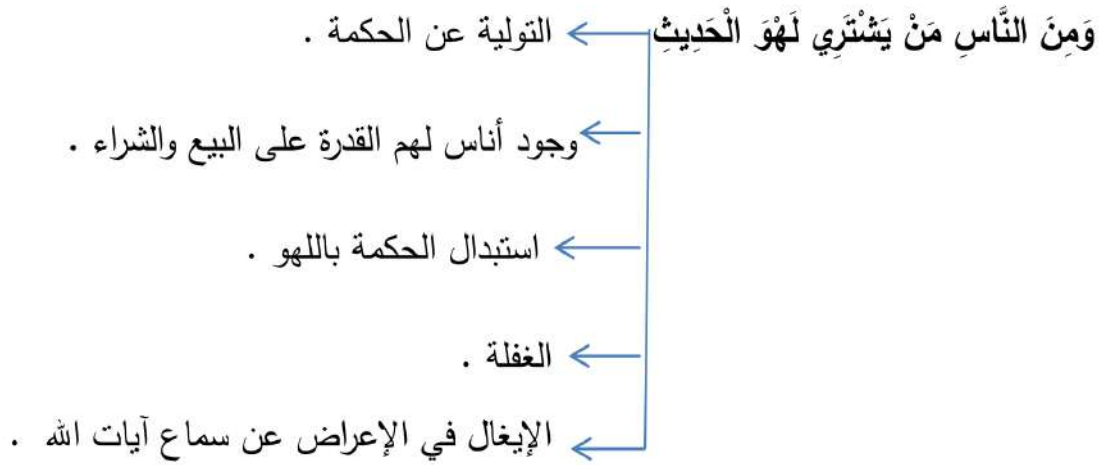 وَمِنَ النَّاسِ مَنْ يَشْتَرِي لَهْوَ الْحَدِيثِ التولية عن الحكمة .
وجود أناس لهم القدرة على البيع والشراء .
استبدال الحكمة باللهو .
الغفلة .
الإيغال في الإعراض عن سماع آيات الله .